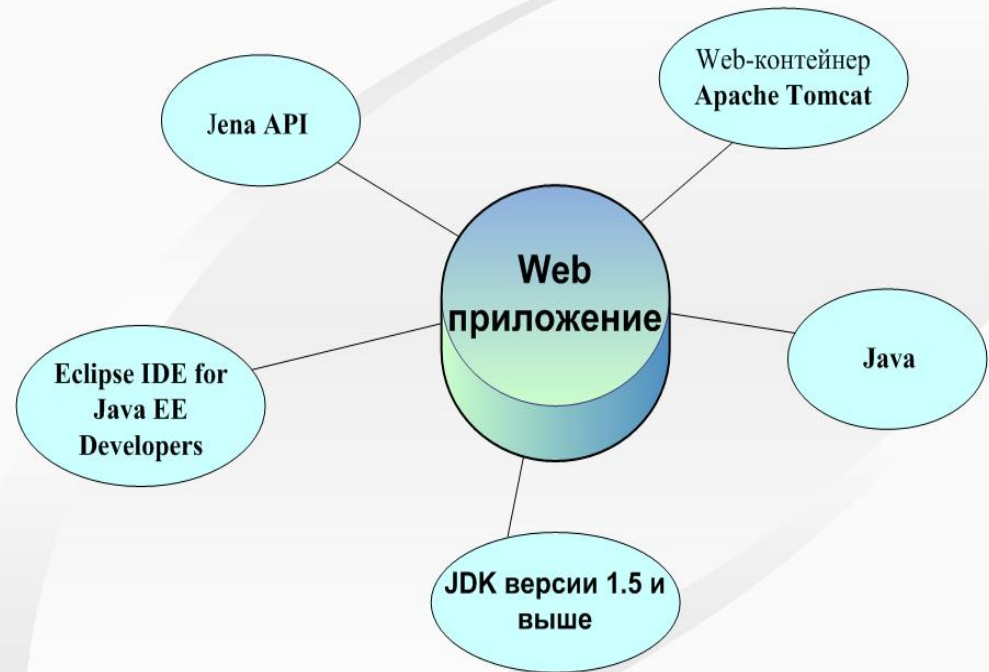 Web-контейнер
Apache Tomcat
Jena API
Web
приложение
Java
Eclipse IDE for
Java EE
Developers
JDK версии 1.5 и
выше